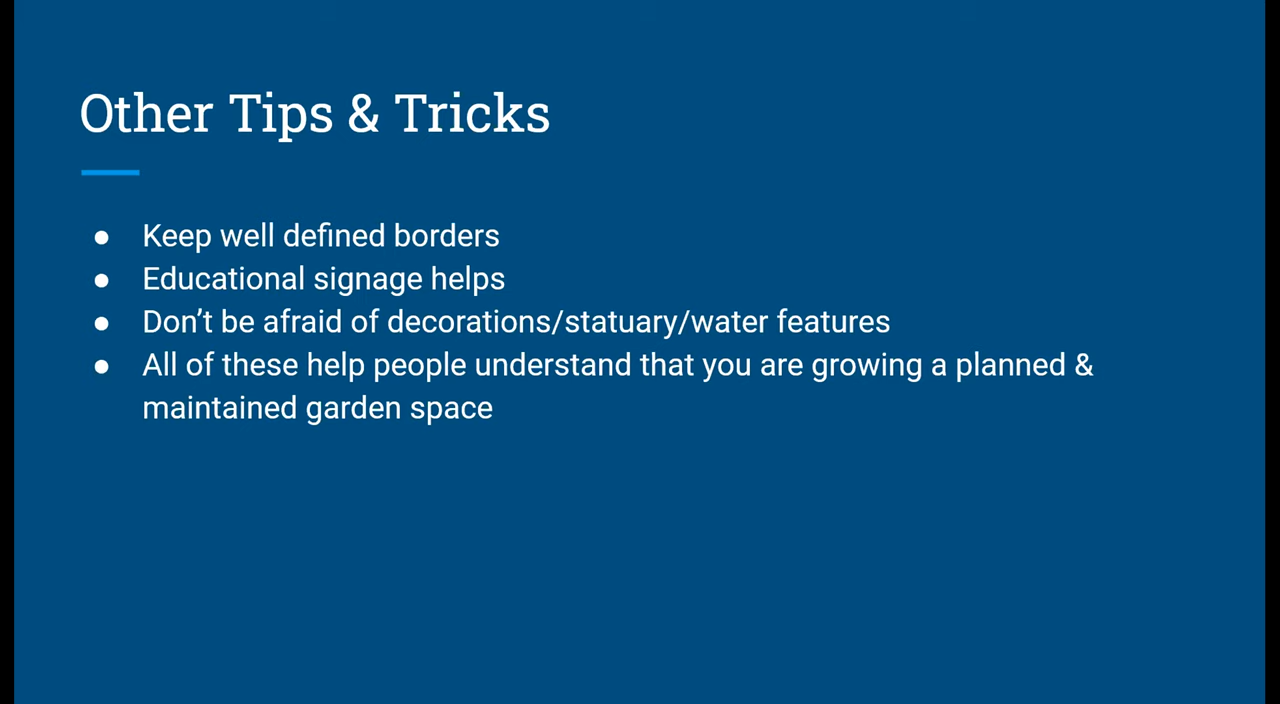 Other Tips & Tricks
● Keep well defined borders
● Educational signage helps
● Don’t be afraid of decorations/statuary/water features
● All of these help people understand that you are growing a planned &
maintained garden space